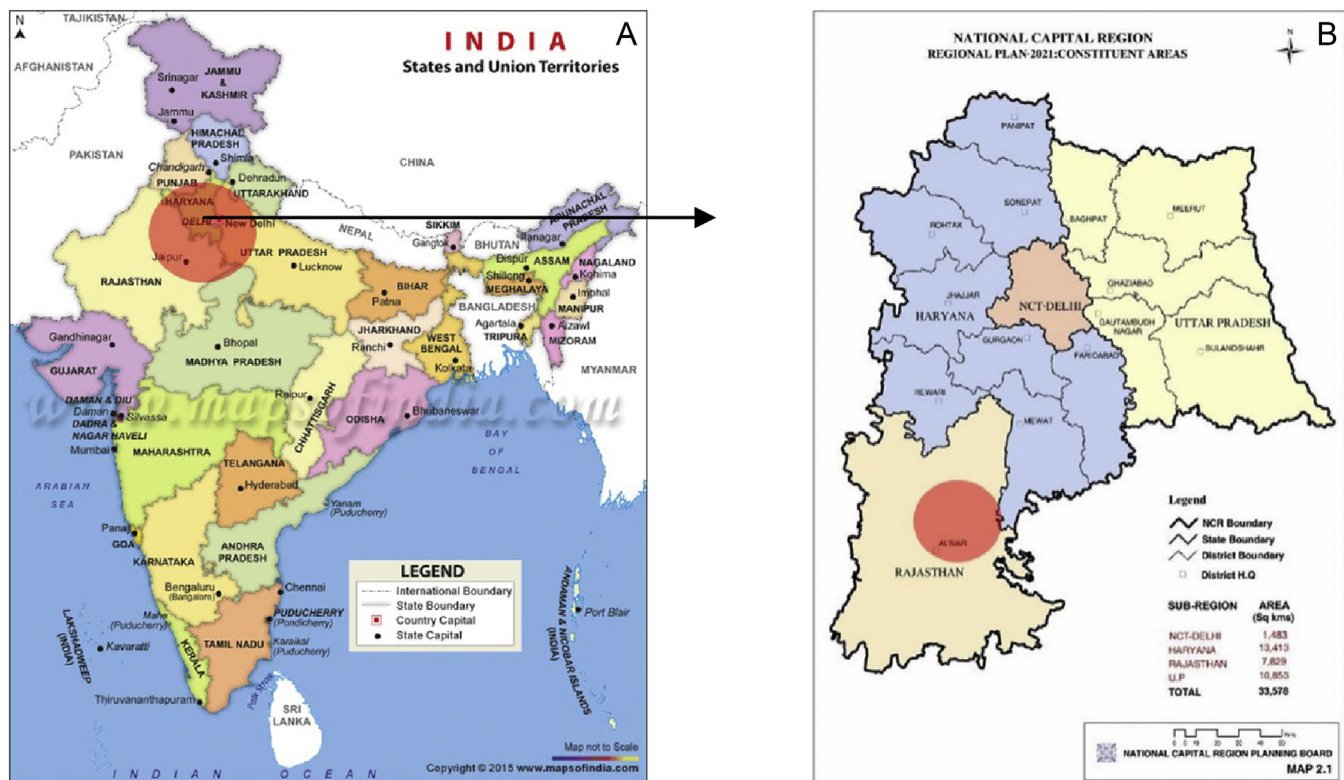 A
N
INDIA
States and Union Territories
TAJIKISTAN
AFGHANISTAN
PAKISTAN
CHINA
NEPAL
BHUTAN
BANGLADESH
MYANMAR
SRI
LANKA
JAMMU
&
KASHMIR
Srinagar
Jammu
HIMACHAL
PRADESH
Shimla
Chandigarh
PUNJAB
Dehradun
UTTARAKHAND
HARYANA
DELHI
New Delhi
RAJASTHAN
Jaipur
UTTAR PRADESH
Lucknow
SIKKIM
Gangtok
ARUNACHAL
PRADESH
Itanagar
Dispur
ASSAM
NAGALAND
Kohima
Shillong
MEGHALAYA
Imphal
MANIPUR
Agartala
TRIPURA
Aizawl
MIZORAM
BIHAR
Patna
JHARKHAND
Ranchi
WEST
BENGAL
Kolkata
Gandhinagar
GUJARAT
Bhopal
MADHYA PRADESH
Raipur
CHHATTISGARH
ODISHA
Bhubaneswar
www.mapsofindia.com
DAMAN & DIU
Daman
Silvassa
DADRA &
NAGAR HAVELI
Mumbai
MAHARASHTRA
TELANGANA
Hyderabad
Yanam
(Puducherry)
ARABIAN
SEA
BAY
OF
BENGAL
Panaji
GOA
KARNATAKA
ANDHRA
PRADESH
Bengaluru
(Bangalore)
Chennai
Mahe
(Puducherry)
PUDUCHERRY
(Pondicherry)
Karaikal
(Puducherry)
TAMIL NADU
KERALA
Thiruvananthapuram
LAKSHADWEEP
(INDIA)
Kavaratti
Palk Strait
ANDAMAN & NICOBAR ISLANDS
(INDIA)
Port Blair
LEGEND
International Boundary
State Boundary
Country Capital
State Capital
Map not to Scale
Copyright © 2015 www.mapsofindia.com
INDIAN OCEAN
B
NATIONAL CAPITAL REGION
REGIONAL PLAN-2021:CONSTITUENT AREAS
N
PANIPAT
SONEPAT
BAGHPAT
MEERUT
ROHTAK
JHAJJAR
HARYANA
NCT-DELHI
GHAZIABAD
GAUTAMBUDH
NAGAR
UTTAR PRADESH
BULANDSHAHR
GURGAON
FARIDABAD
REWARI
MEWAT
ALWAR
RAJASTHAN
Legend
NCR Boundary
State Boundary
District Boundary
District H.Q
SUB-REGION AREA
(Sq kms)
NCT-DELHI 1,483
HARYANA 13,413
RAJASTHAN 7,829
U.P 10,853
TOTAL 33,578
NATIONAL CAPITAL REGION PLANNING BOARD
MAP 2.1